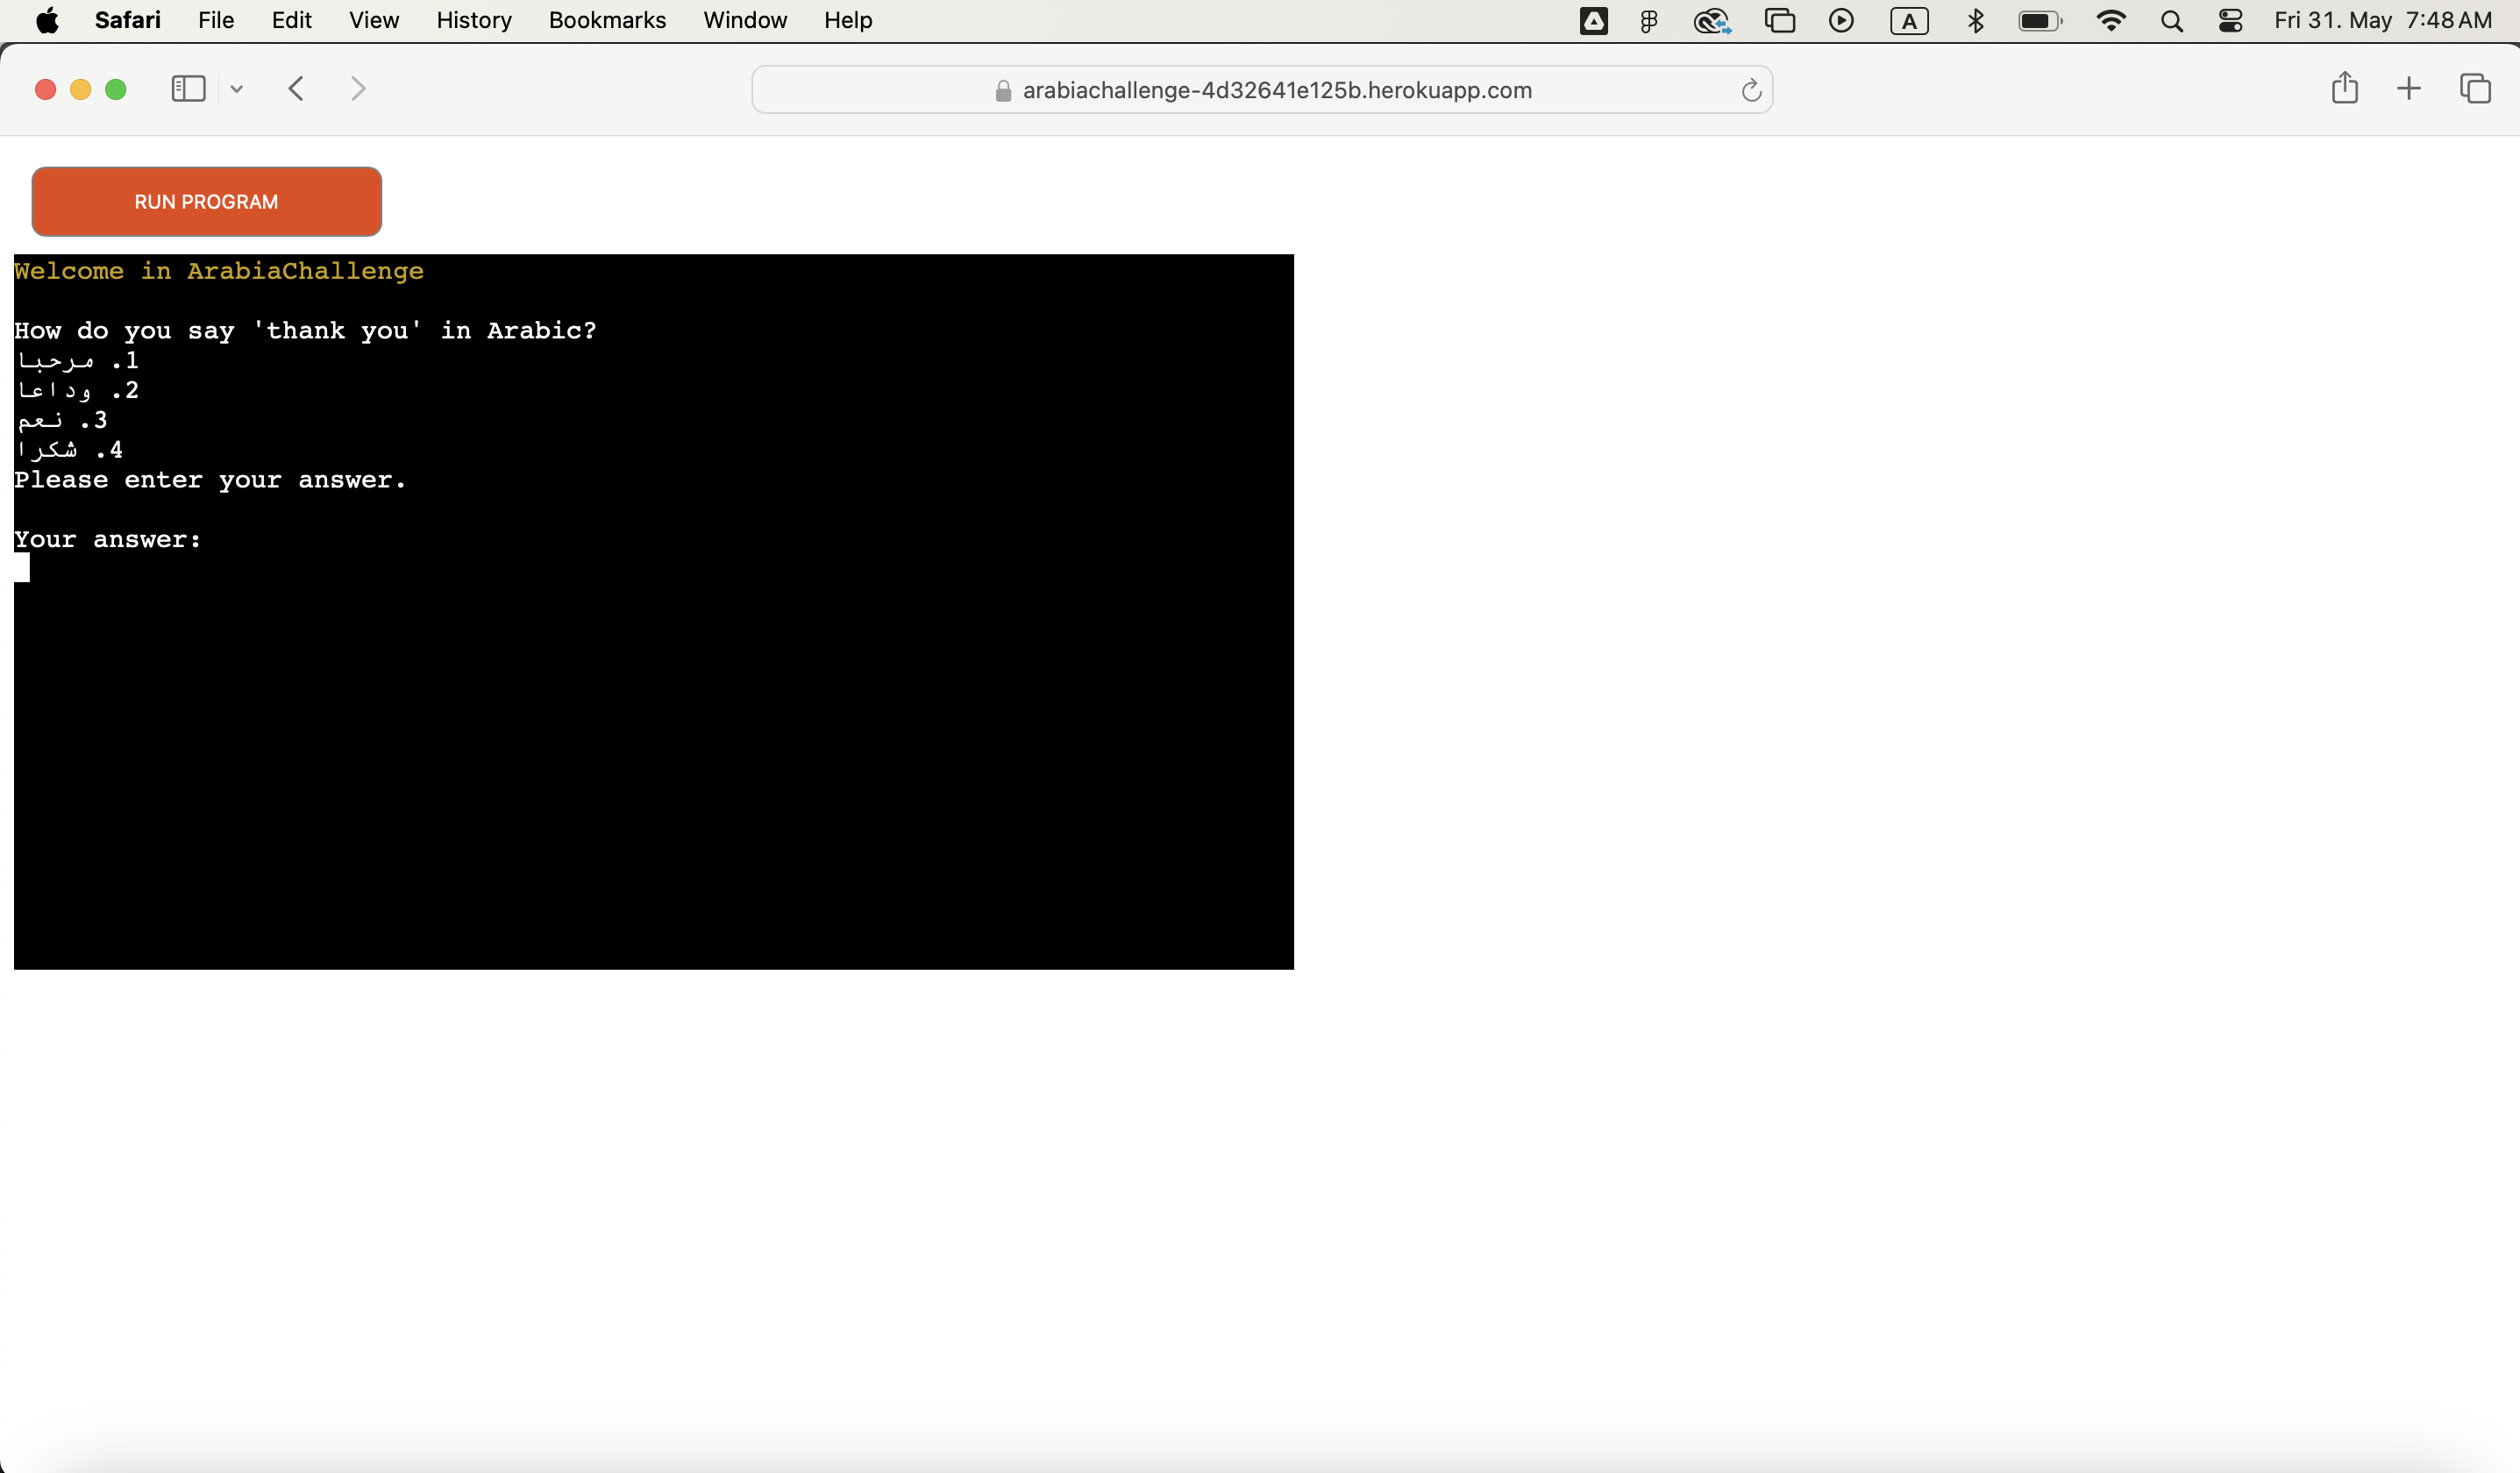 Safari File Edit View History Bookmarks Window Help A Fri 31. May 7:48 AM
arabiachallenge-4d32641e125b.herokuapp.com
RUN PROGRAM
Welcome in ArabiaChallenge
How do you say 'thank you' in Arabic?
1. مرحبا
2. وداعا
3. نعم
4. شكرا
Please enter your answer.
Your answer: